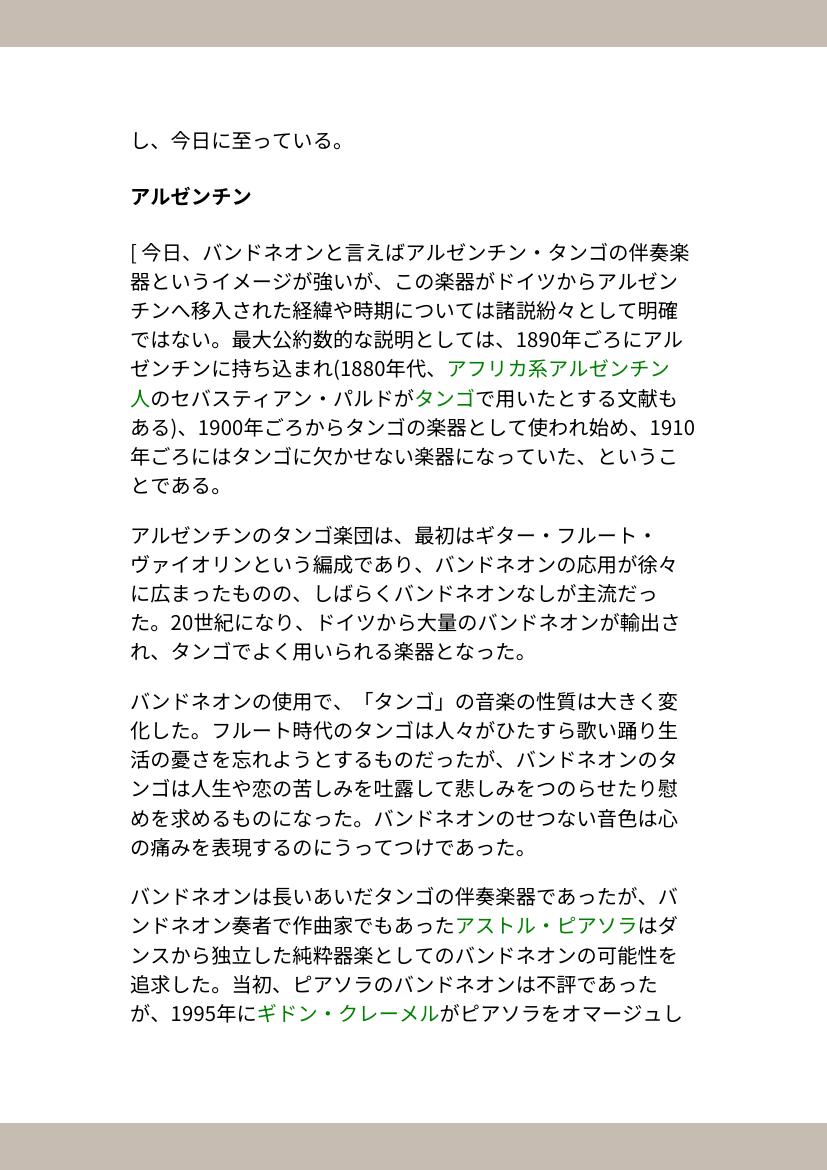 し、今日に至っている。
アルゼンチン
[ 今日、バンドネオンと言えばアルゼンチン・タンゴの伴奏楽
器というイメージが強いが、この楽器がドイツからアルゼン
チンへ移入された経緯や時期については諸説紛々として明確
ではない。最大公約数的な説明としては、1890年ごろにアル
ゼンチンに持ち込まれ(1880年代、アフリカ系アルゼンチン
人のセバスティアン・パルドがタンゴで用いたとする文献も
ある)、1900年ごろからタンゴの楽器として使われ始め、1910
年ごろにはタンゴに欠かせない楽器になっていた、というこ
とである。
アルゼンチンのタンゴ楽団は、最初はギター・フルート・
ヴァイオリンという編成であり、バンドネオンの応用が徐々
に広まったものの、しばらくバンドネオンなしが主流だっ
た。20世紀になり、ドイツから大量のバンドネオンが輸出さ
れ、タンゴでよく用いられる楽器となった。
バンドネオンの使用で、「タンゴ」の音楽の性質は大きく変
化した。フルート時代のタンゴは人々がひたすら歌い踊り生
活の憂さを忘れようとするものだったが、バンドネオンのタ
ンゴは人生や恋の苦しみを吐露して悲しみをつのらせたり慰
めを求めるものになった。バンドネオンのせつない音色は心
の痛みを表現するのにうってつけであった。
バンドネオンは長いあいだタンゴの伴奏楽器であったが、バ
ンドネオン奏者で作曲家でもあったアストル・ピアソラはダ
ンスから独立した純粋器楽としてのバンドネオンの可能性を
追求した。当初、ピアソラのバンドネオンは不評であった
が、1995年にギドン・クレーメルがピアソラをオマージュし